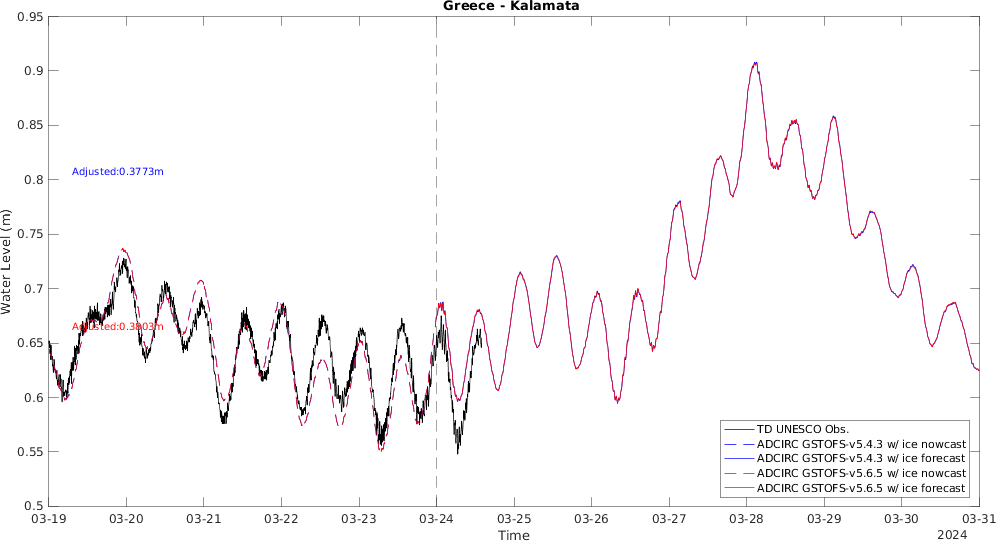 Greece - Kalamata
0.95
0.9
0.85
0.8
0.75
0.7
0.65
0.6
0.55
0.5
Water Level (m)
Adjusted:0.3773m
Adjusted:0.3803m
TD UNESCO Obs.
ADCIRC GSTOFS-v5.4.3 w/ ice nowcast
ADCIRC GSTOFS-v5.4.3 w/ ice forecast
ADCIRC GSTOFS-v5.6.5 w/ ice nowcast
ADCIRC GSTOFS-v5.6.5 w/ ice forecast
03-19 03-20 03-21 03-22 03-23 03-24 03-25 03-26 03-27 03-28 03-29 03-30 03-31
Time
2024